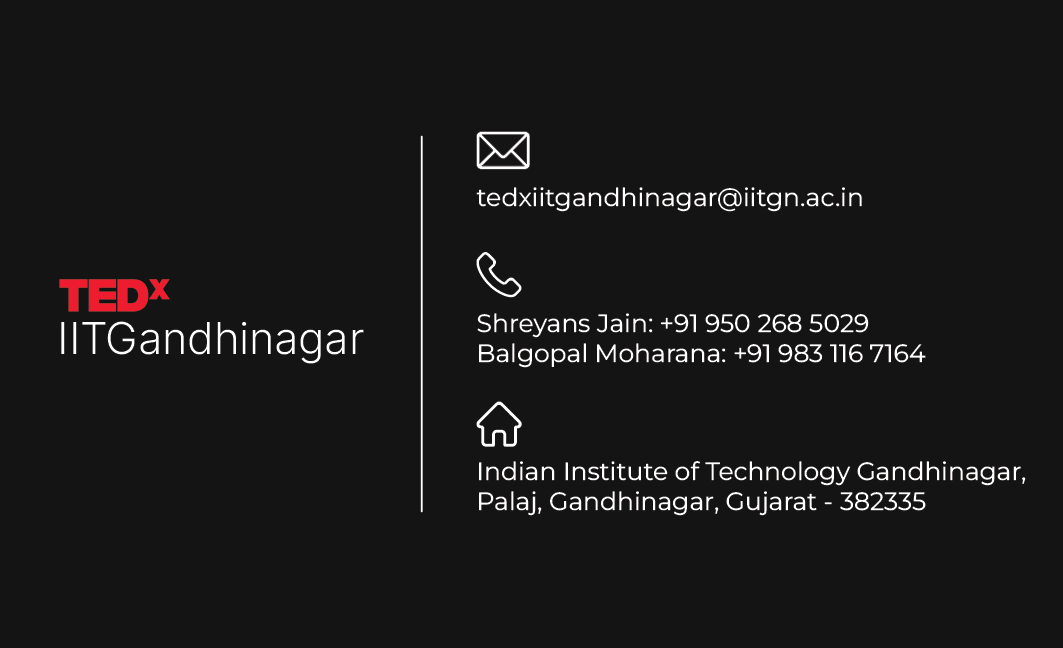 TEDx
IITGandhinagar
tedxiitgandhinagar@iitgn.ac.in
Shreyans Jain: +91 950 268 5029
Balgopal Moharana: +91 983 116 7164
Indian Institute of Technology Gandhinagar,
Palaj, Gandhinagar, Gujarat - 382335